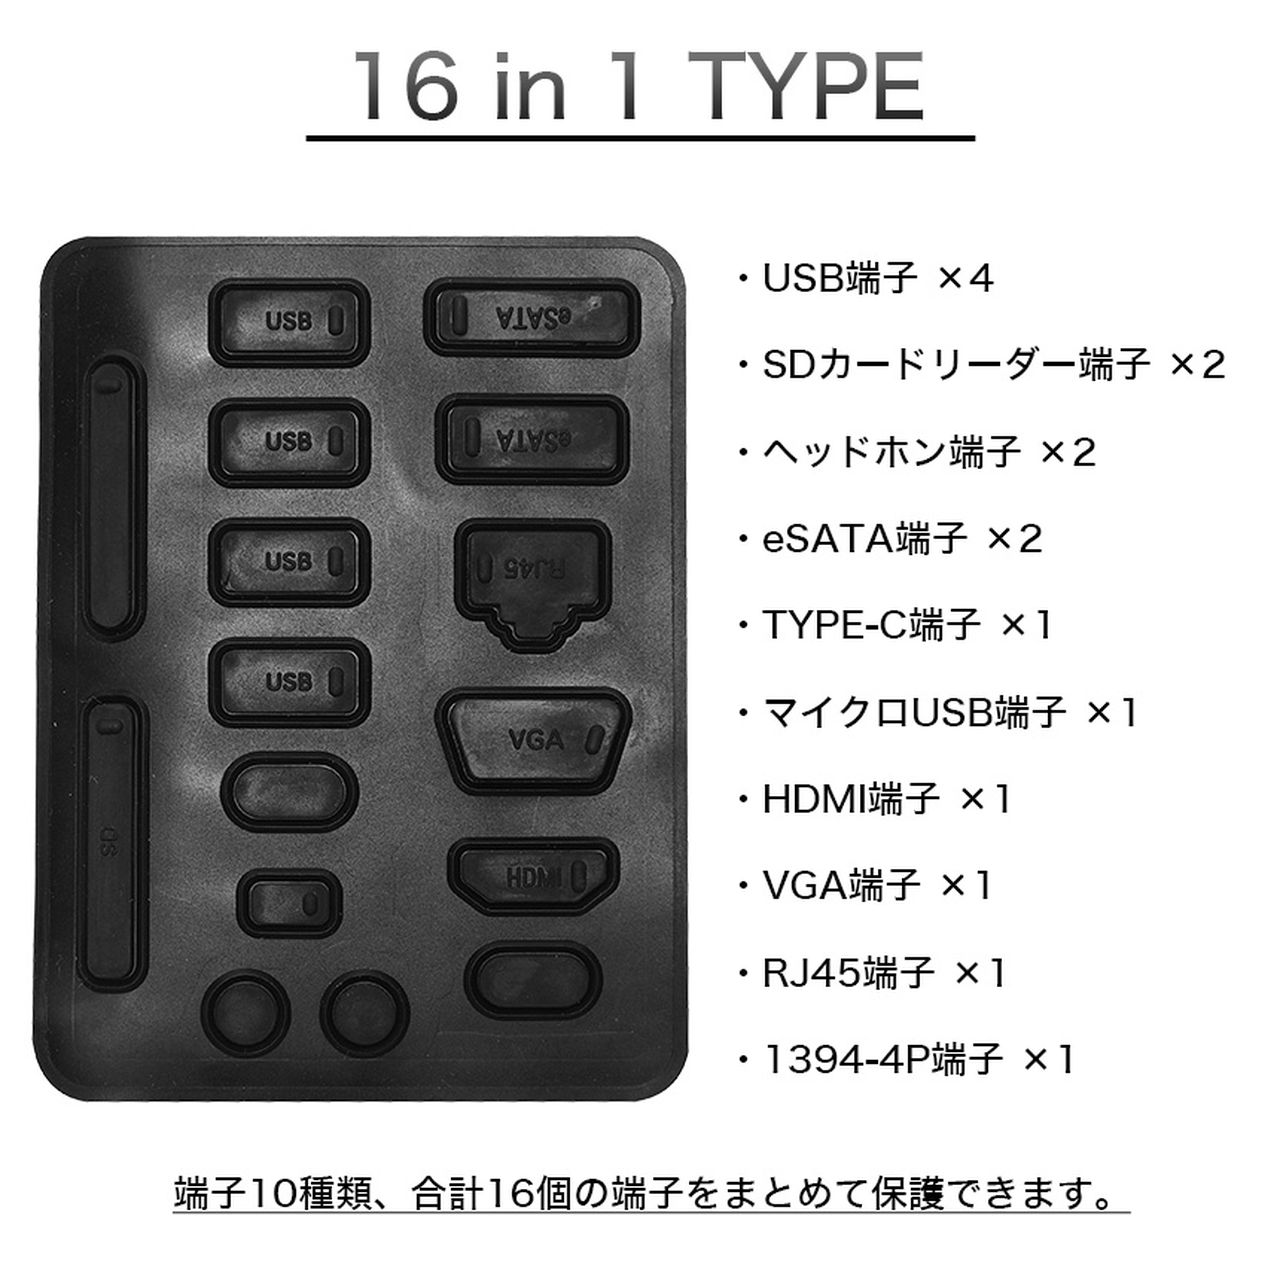 16 in 1 TYPE
USB
eSATA
USB
eSATA
USB
RJ45
USB
VGA
SD
HDMI
・USB端子 ×4
・SDカードリーダー端子 ×2
・ヘッドホン端子 ×2
・eSATA端子 ×2
・TYPE-C端子 ×1
・マイクロUSB端子 ×1
・HDMI端子 ×1
・VGA端子 ×1
・RJ45端子 ×1
・1394-4P端子 ×1
端子10種類、合計16個の端子をまとめて保護できます。